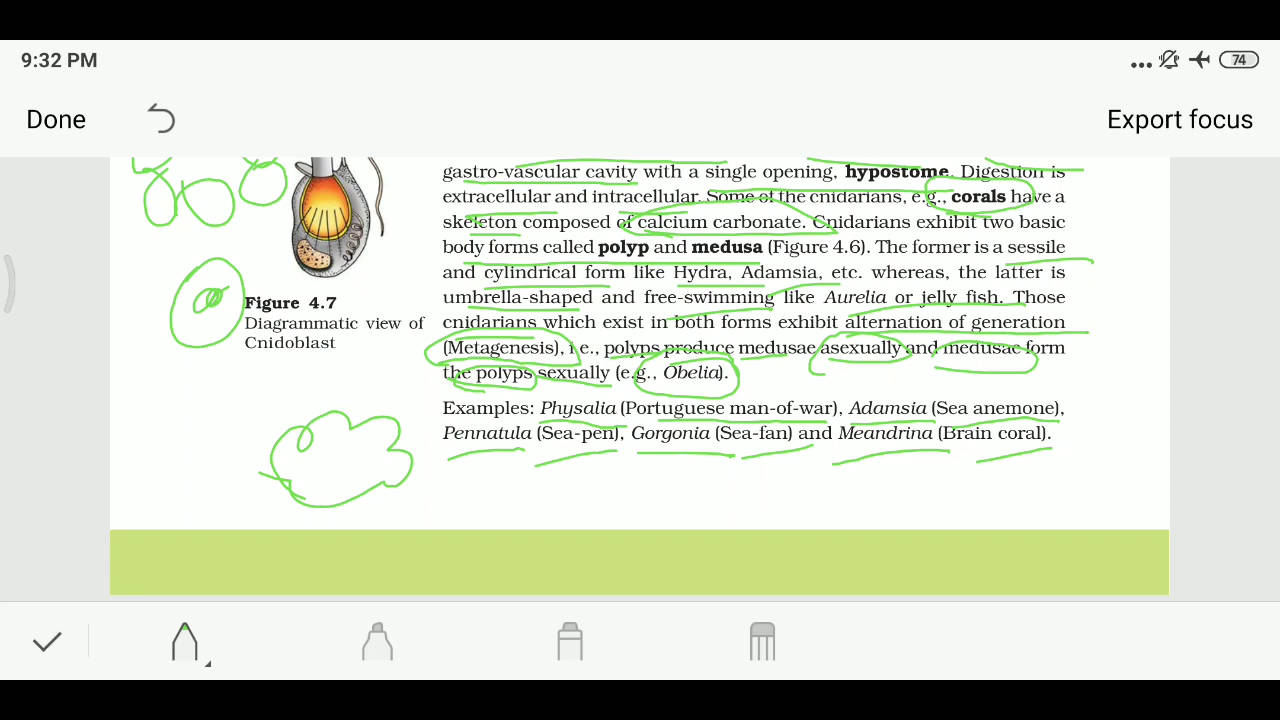 9:32 PM
74
Done
Export focus
gastro-vascular cavity with a single opening, hypostome. Digestion is
extracellular and intracellular. Some of the cnidarians, e.g., corals have a
skeleton composed of calcium carbonate. Cnidarians exhibit two basic
body forms called polyp and medusa (Figure 4.6). The former is a sessile
and cylindrical form like Hydra, Adamsia, etc. whereas, the latter is
umbrella-shaped and free-swimming like Aurelia or jelly fish. Those
cnidarians which exist in both forms exhibit alternation of generation
(Metagenesis), i.e., polyps produce medusae asexually and medusae form
the polyps sexually (e.g., Obelia).
Examples: Physalia (Portuguese man-of-war), Adamsia (Sea anemone),
Pennatula (Sea-pen), Gorgonia (Sea-fan) and Meandrina (Brain coral).
Figure 4.7
Diagrammatic view of
Cnidoblast